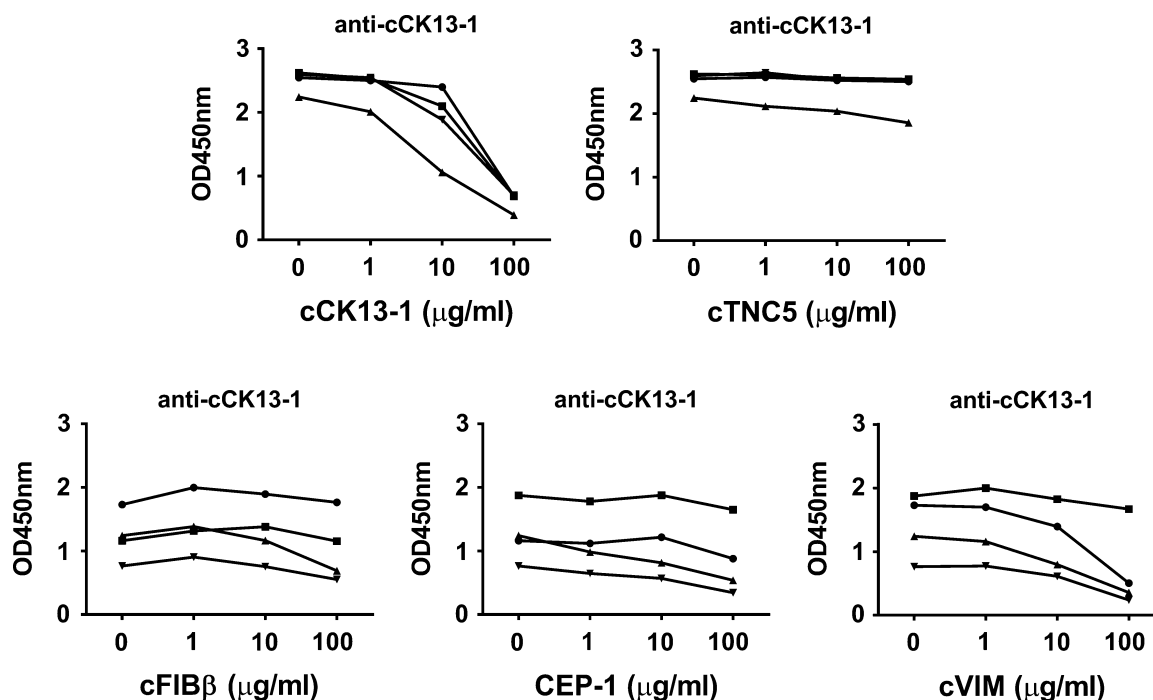 anti-cCK13-1
anti-cCK13-1
OD450nm
3
2
1
0
0 1 10 100
cCK13-1 (μg/ml)
OD450nm
3
2
1
0
0 1 10 100
cTNC5 (μg/ml)
anti-cCK13-1
anti-cCK13-1
anti-cCK13-1
OD450nm
3
2
1
0
0 1 10 100
cFIBβ (μg/ml)
OD450nm
3
2
1
0
0 1 10 100
CEP-1 (μg/ml)
OD450nm
3
2
1
0
0 1 10 100
cVIM (μg/ml)